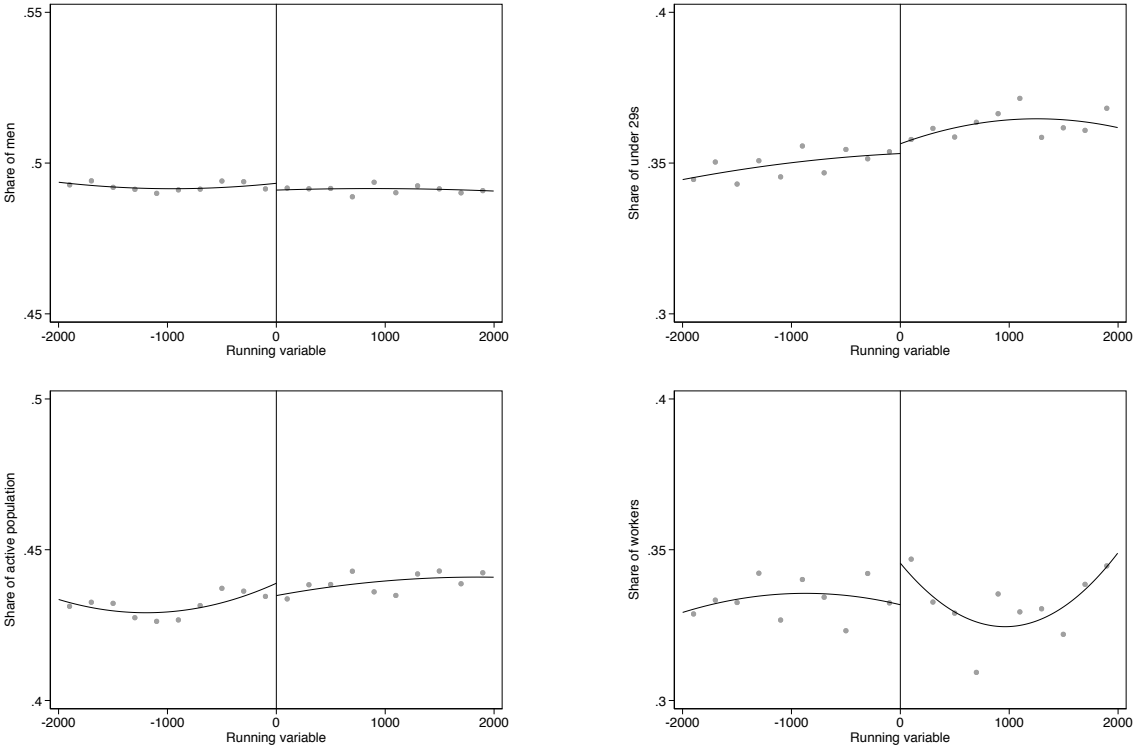 .55
.5
.45
Share of men
-2000 -1000 0 1000 2000
Running variable
.4
.35
.3
Share of under 29s
-2000 -1000 0 1000 2000
Running variable
.5
.45
.4
Share of active population
-2000 -1000 0 1000 2000
Running variable
.4
.35
.3
Share of workers
-2000 -1000 0 1000 2000
Running variable